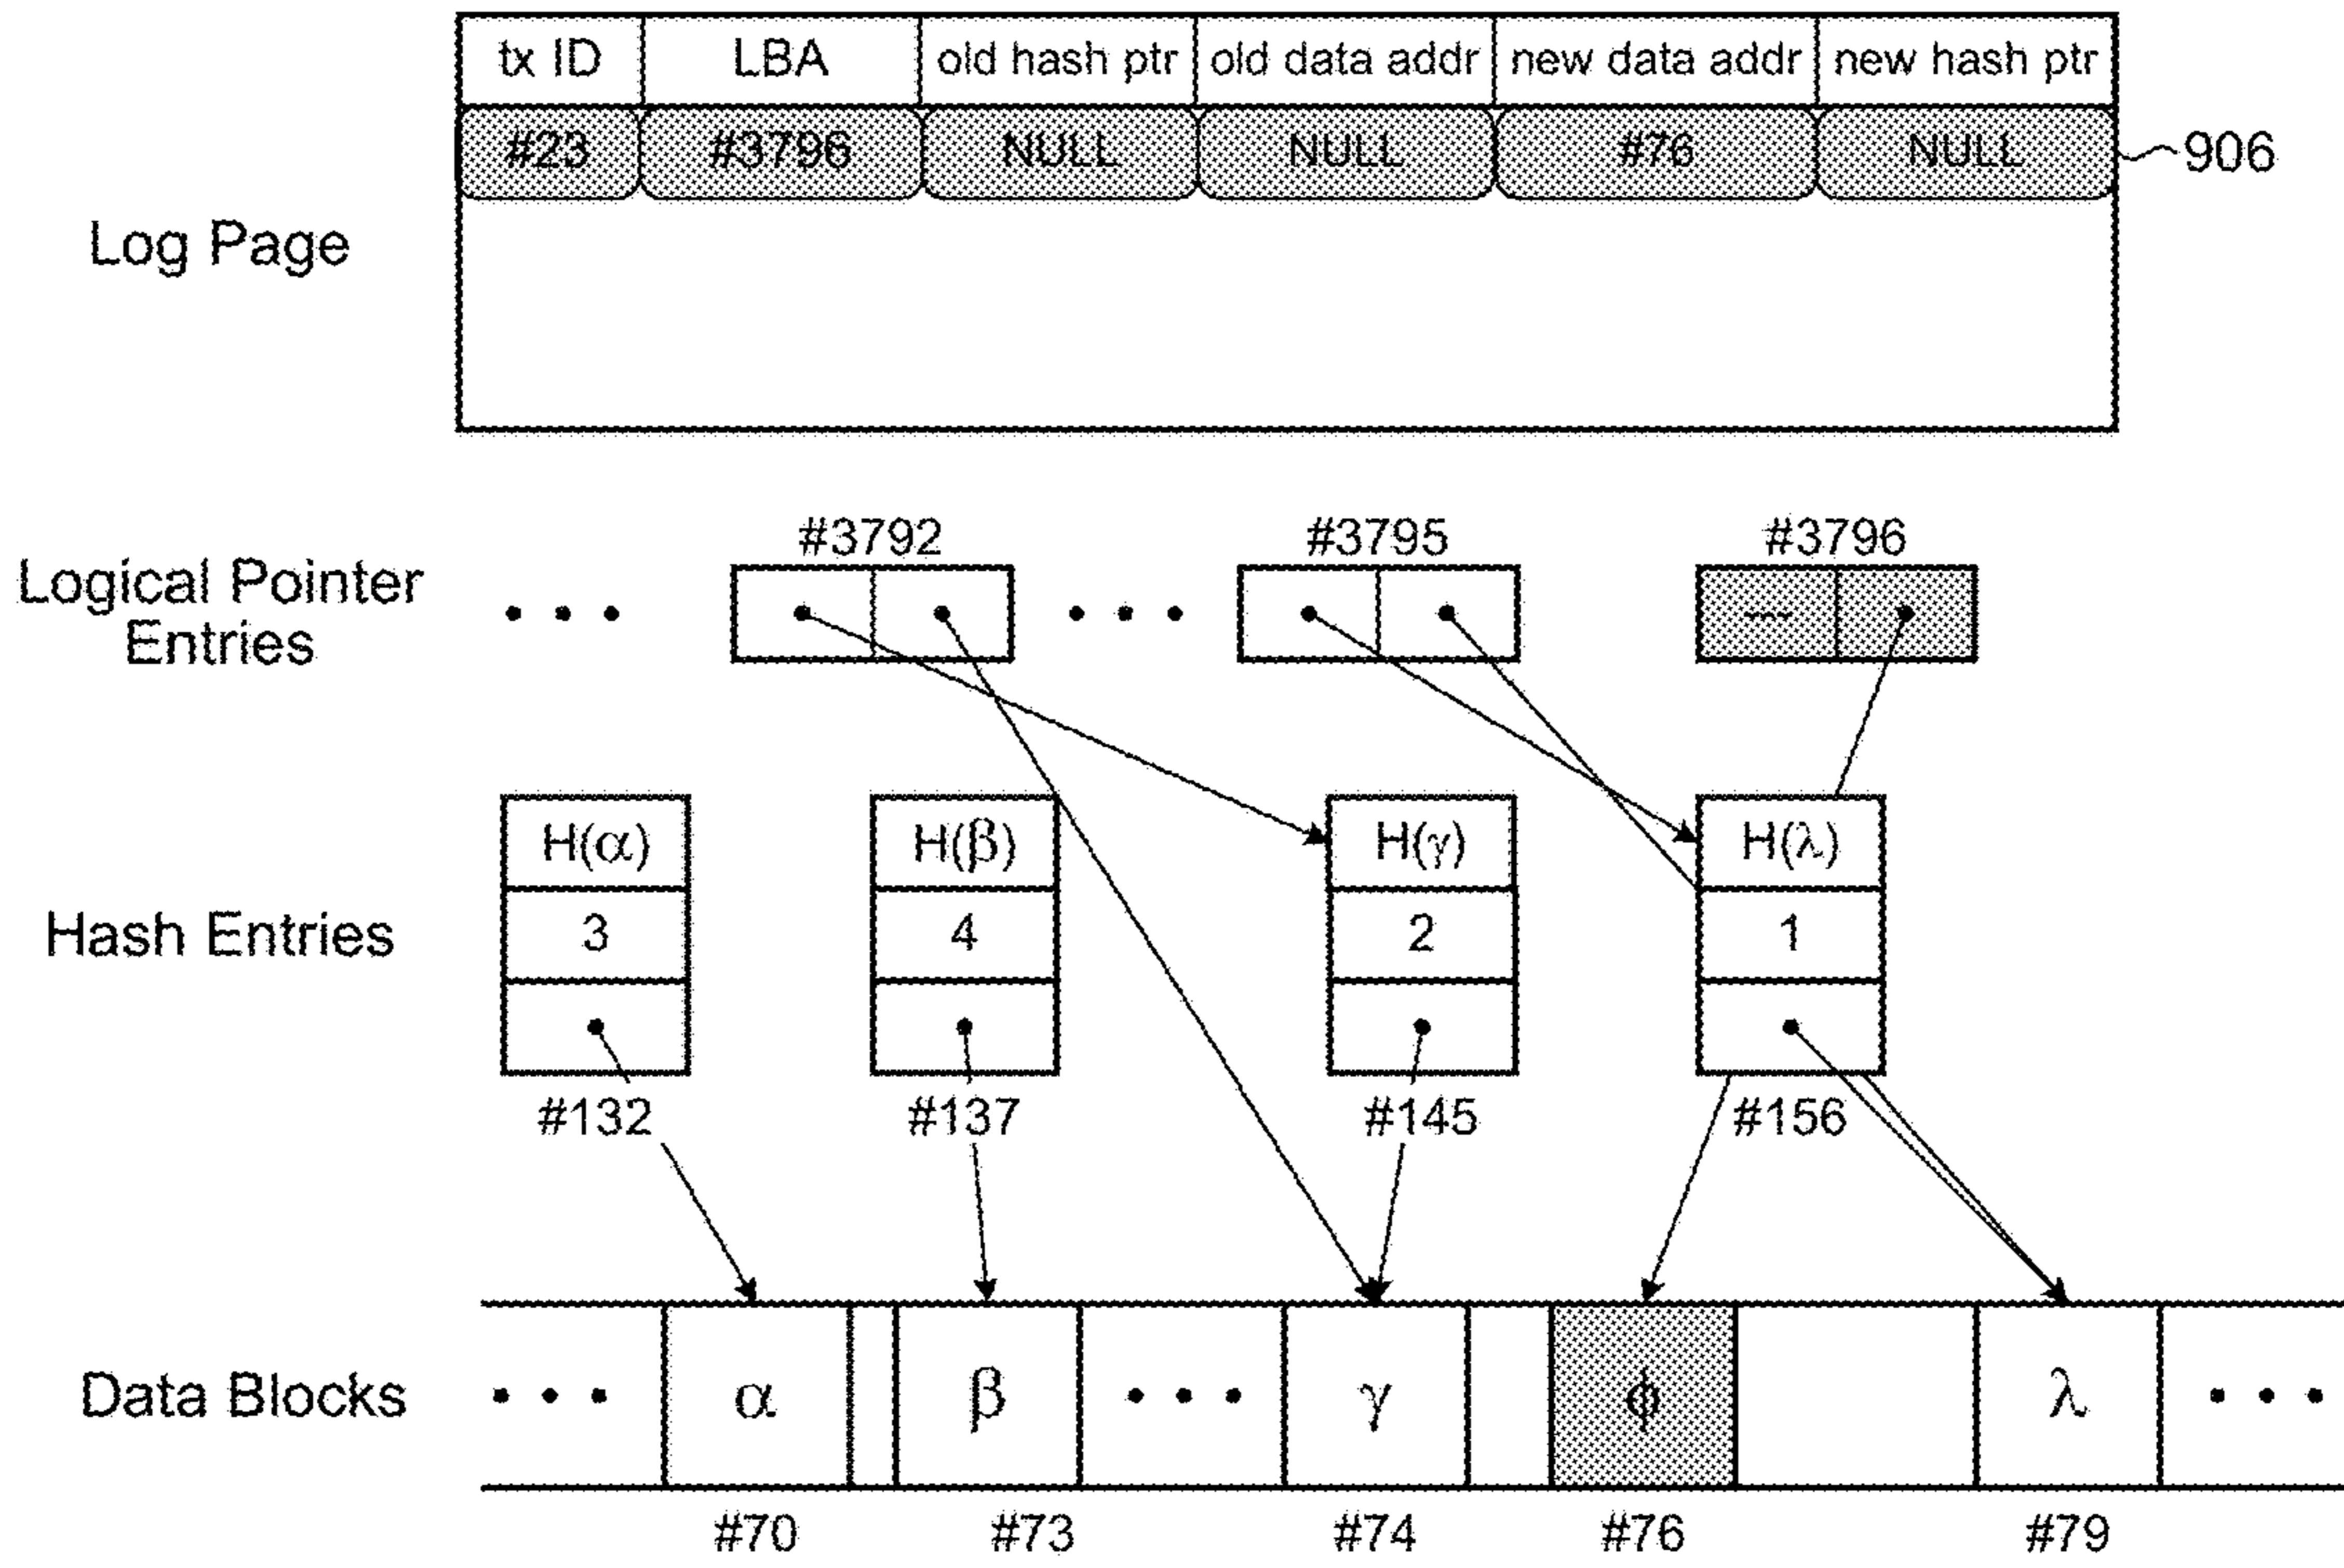 tx ID LBA old hash ptr old data addr new data addr new hash ptr
#23 #3796 NULL NULL #76 NULL 906
Log Page
#3792 #3795 #3796
Logical Pointer
Entries
H(α) H(β) H(γ) H(λ)
Hash Entries 3 4 2 1
#132 #137 #145 #156
Data Blocks α β γ ϕ λ
#70 #73 #74 #76 #79